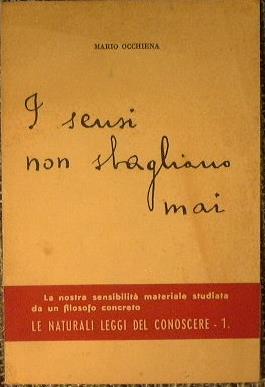 MARIO OCCHIENA
I sensi
non sbagliano
mai
La nostra sensibilità materiale studiata
da un filosofo concreto
LE NATURALI LEGGI DEL CONOSCERE - 1.